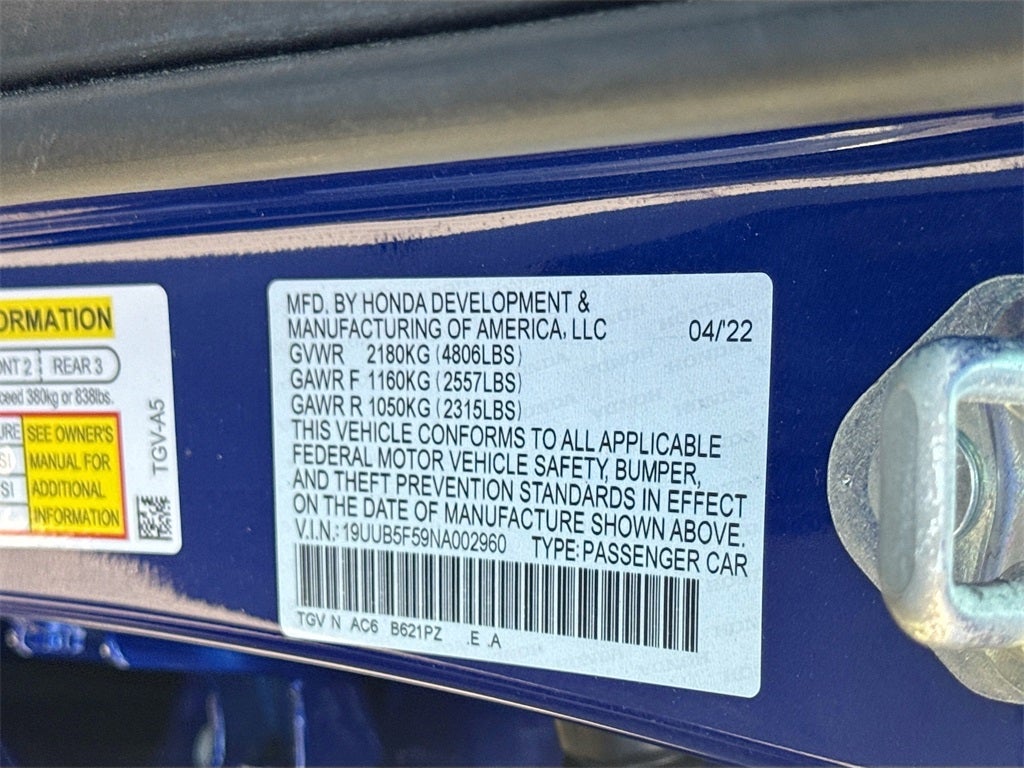 ORMATION
ONT 2 REAR 3
ceed 380kg or 838lbs.
URE SEE OWNER'S
SI MANUAL FOR
SI ADDITIONAL
INFORMATION
TGV-A5
MFD. BY HONDA DEVELOPMENT &
MANUFACTURING OF AMERICA, LLC 04/'22
GVWR 2180KG (4806LBS)
GAWR F 1160KG (2557LBS)
GAWR R 1050KG (2315LBS)
THIS VEHICLE CONFORMS TO ALL APPLICABLE
FEDERAL MOTOR VEHICLE SAFETY, BUMPER,
AND THEFT PREVENTION STANDARDS IN EFFECT
ON THE DATE OF MANUFACTURE SHOWN ABOVE.
V.I.N.: 19UUB5F59NA002960 TYPE: PASSENGER CAR
TGV N AC6 B621PZ .E .A